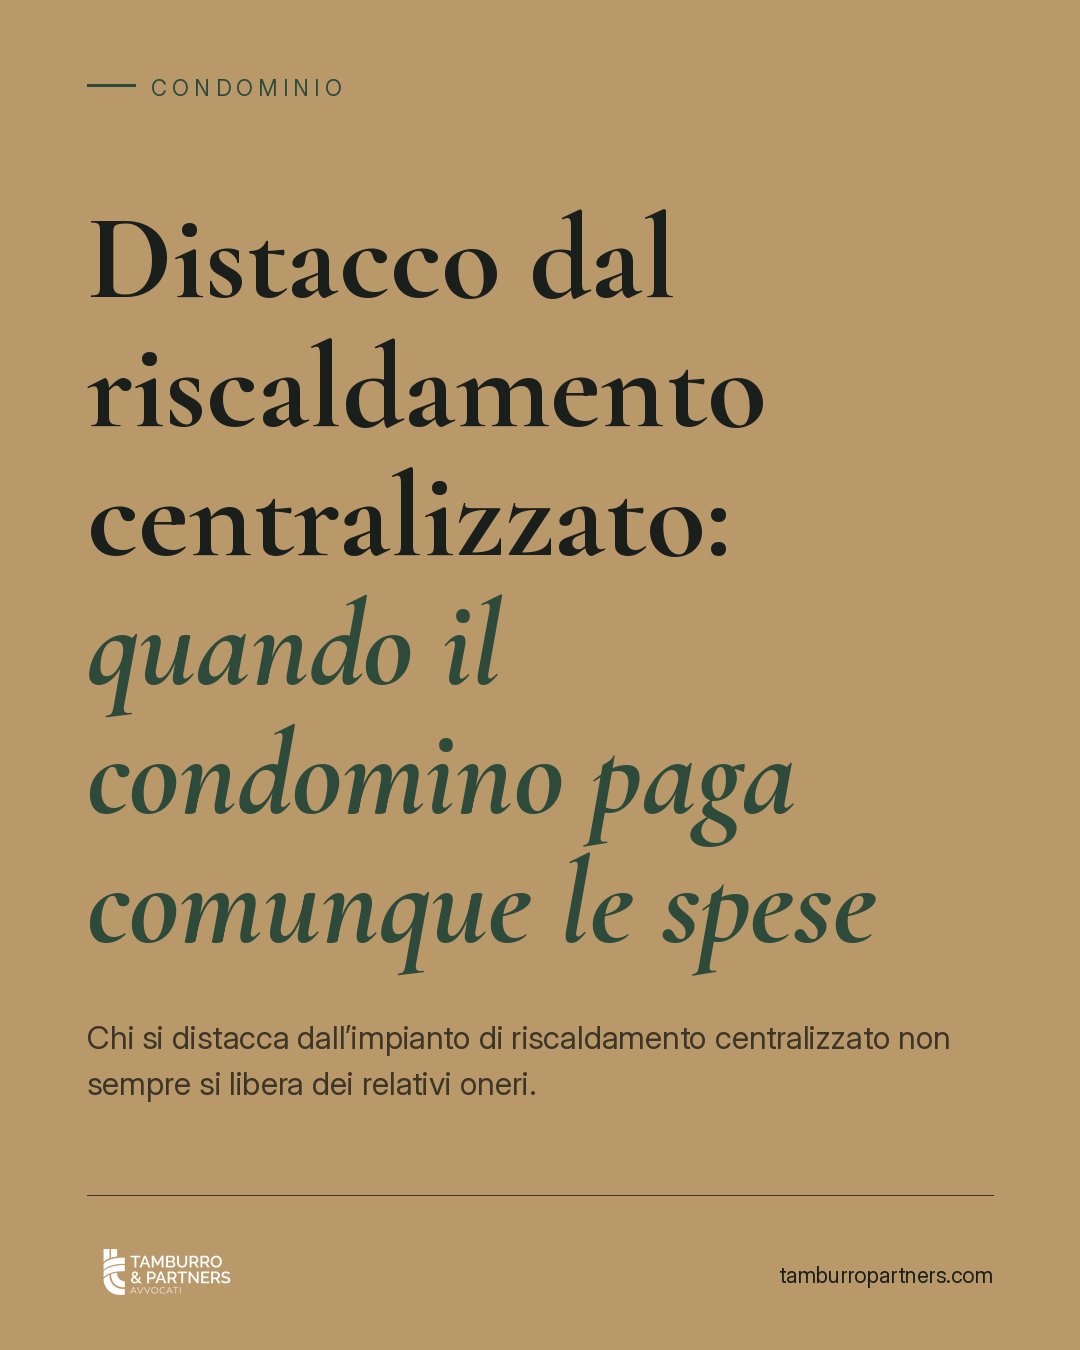 CONDOMINIO
Distacco dal
riscaldamento
centralizzato:
quando il
condomino paga
comunque le spese
Chi si distacca dall’impianto di riscaldamento centralizzato non
sempre si libera dei relativi oneri.
TAMBURRO
& PARTNERS
AVVOCATI
tamburropartners.com